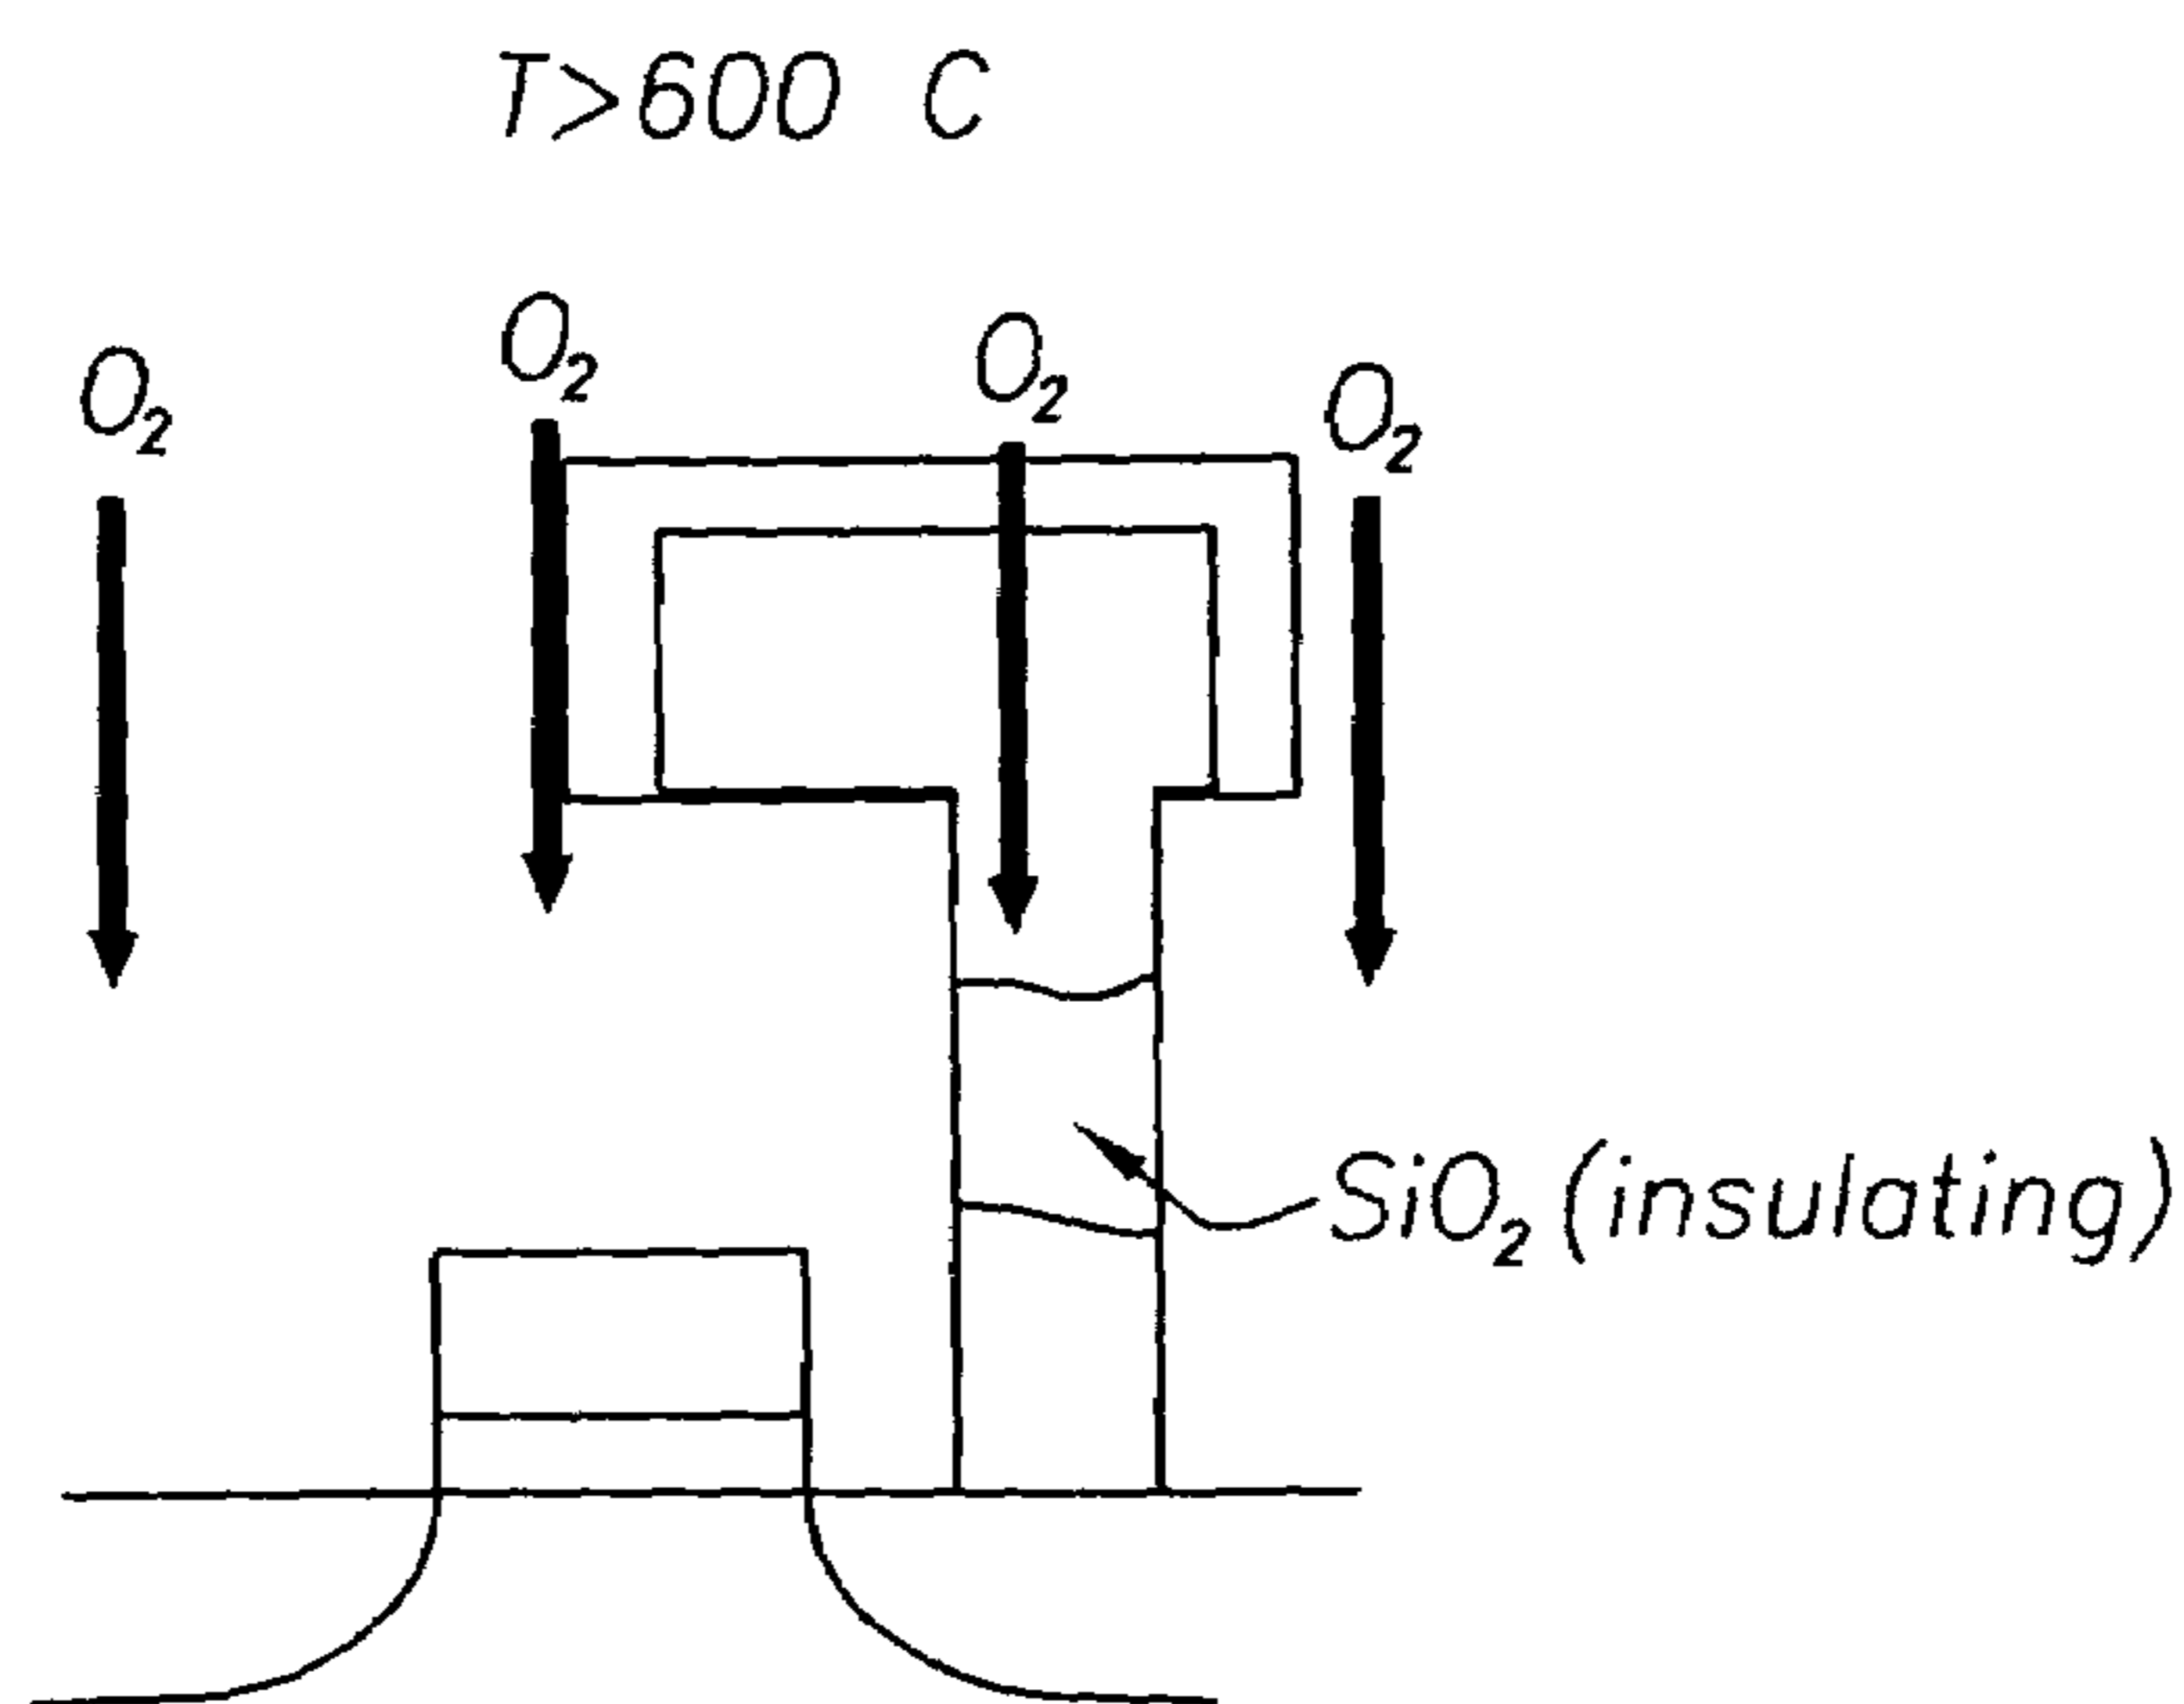 T>600 C
O₂
O₂
O₂
O₂
SiO₂ (insulating)